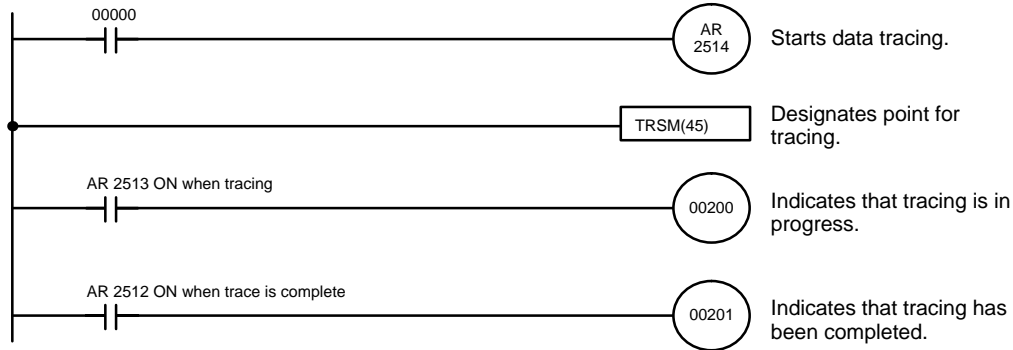 00000
AR
2514
Starts data tracing.
TRSM(45)
Designates point for
tracing.
AR 2513 ON when tracing
00200
Indicates that tracing is in
progress.
AR 2512 ON when trace is complete
00201
Indicates that tracing has
been completed.